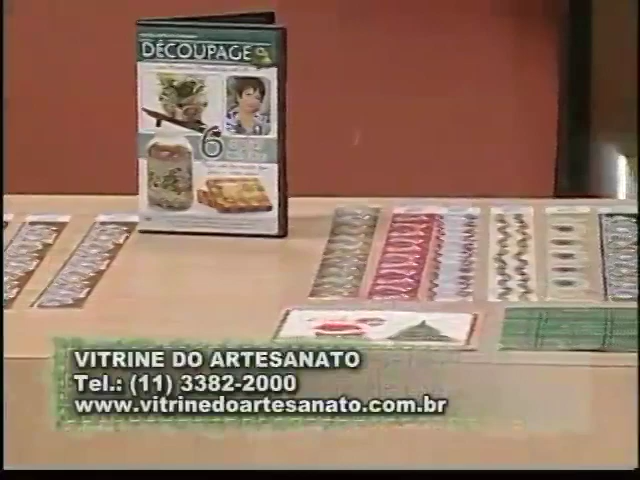 DÉCOUPAGE
6
VITRINE DO ARTESANATO
Tel.: (11) 3382-2000
www.vitrinedoartesanato.com.br